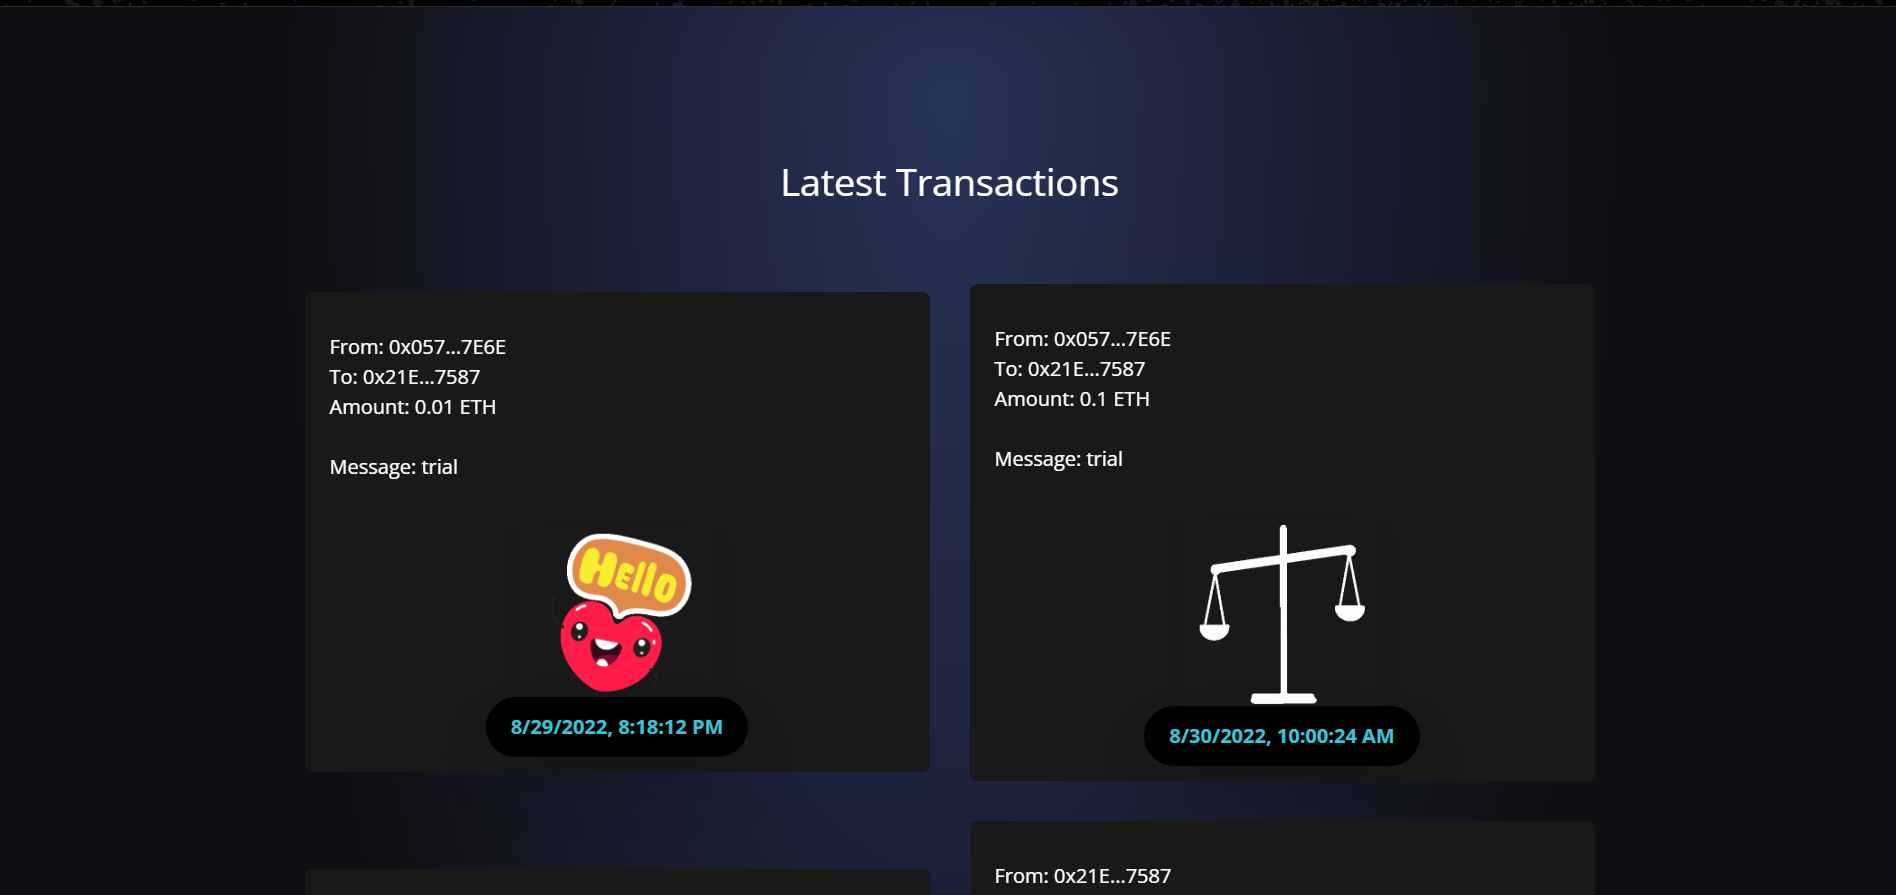 Latest Transactions
From: 0x057...7E6E
To: 0x21E...7587
Amount: 0.01 ETH
Message: trial
Hello
8/29/2022, 8:18:12 PM
From: 0x057...7E6E
To: 0x21E...7587
Amount: 0.1 ETH
Message: trial
8/30/2022, 10:00:24 AM
From: 0x21E...7587